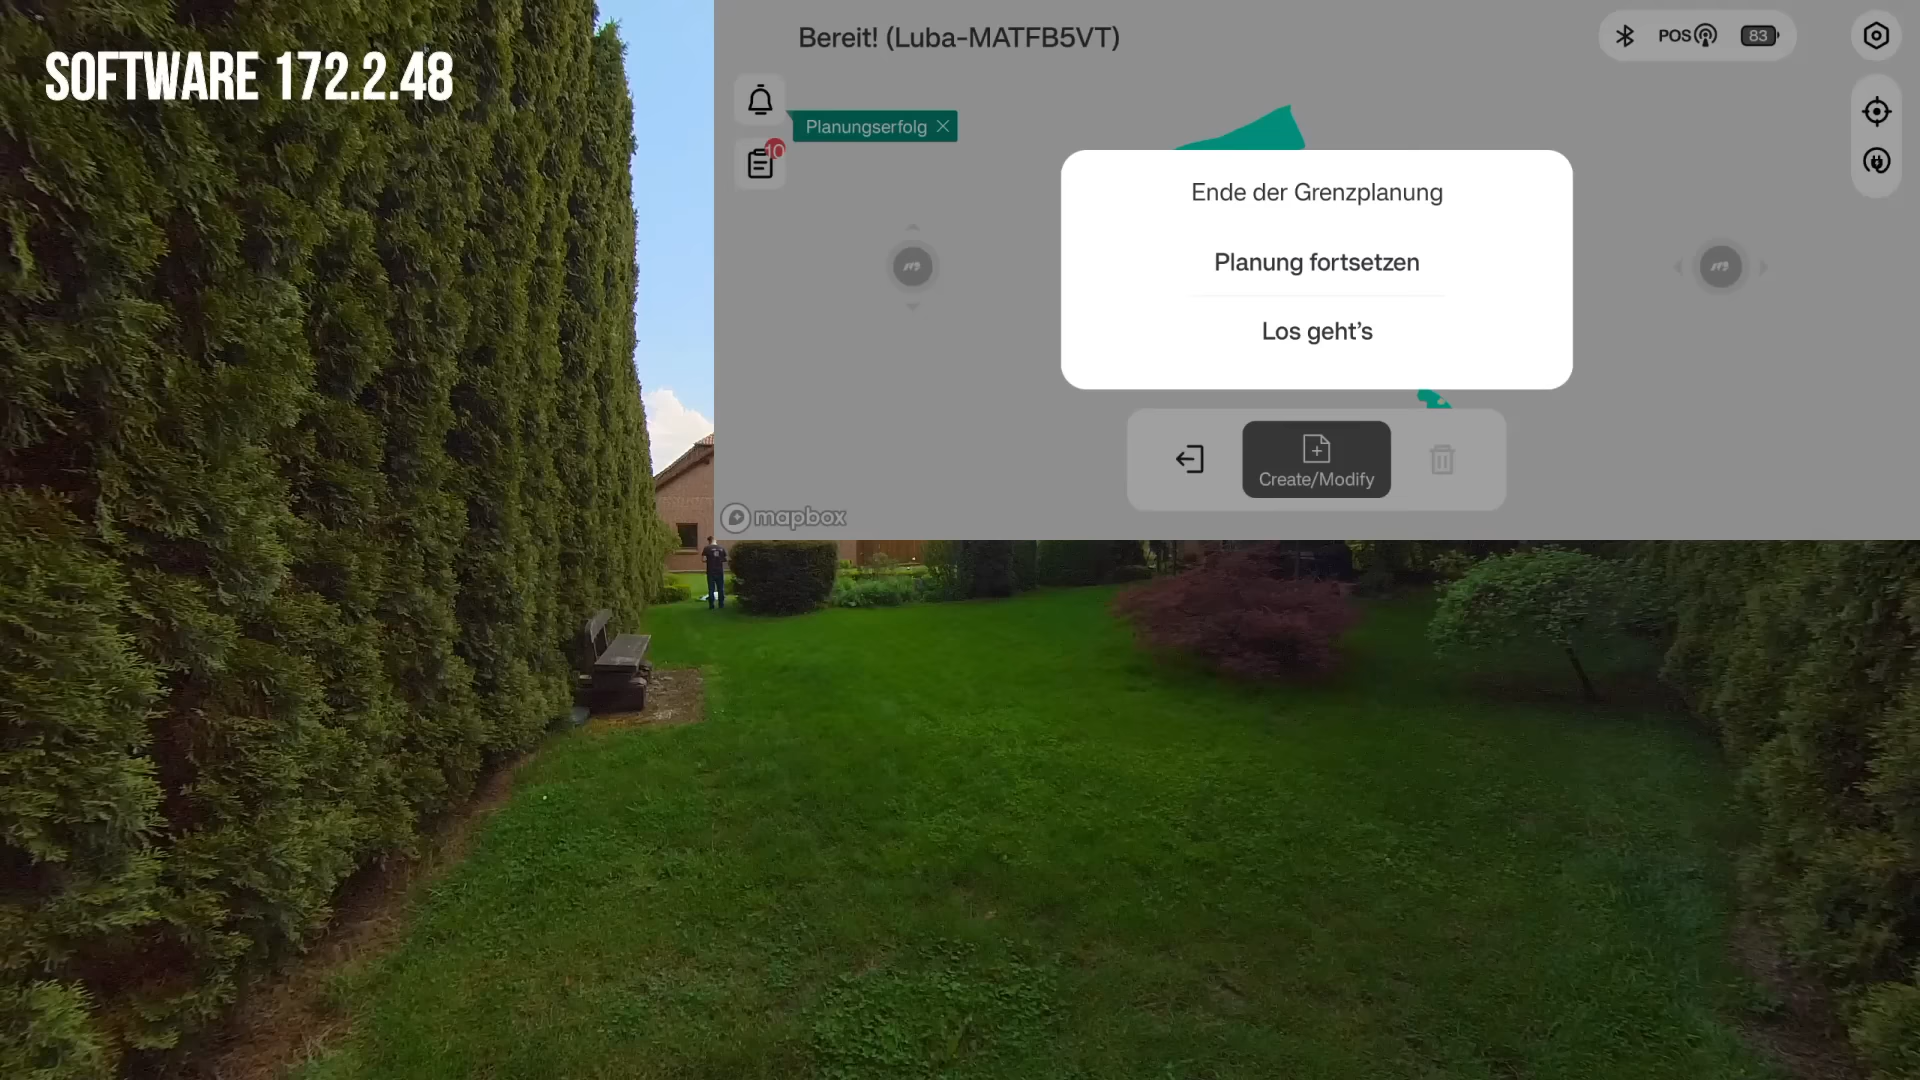 SOFTWARE 172.2.48
Bereit! (Luba-MATFB5VT)
POS
83
Planungserfolg
10
Ende der Grenzplanung
Planung fortsetzen
Los geht's
Create/Modify
mapbox